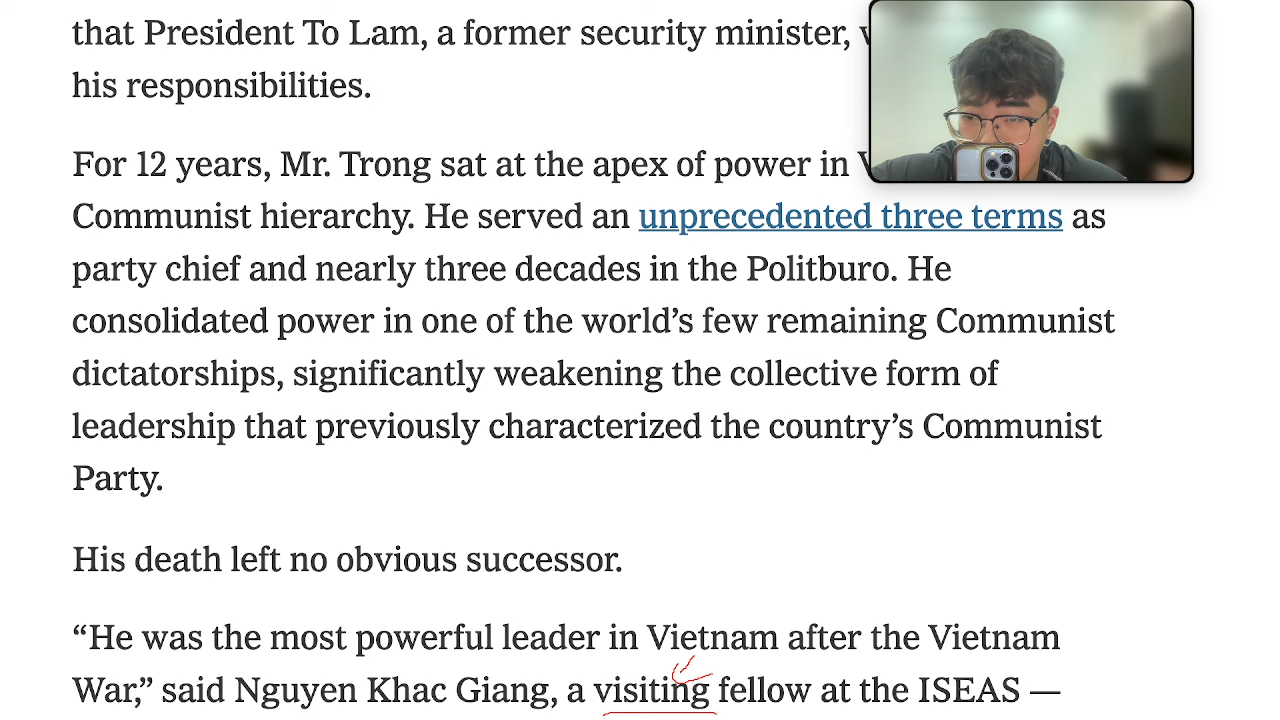 that President To Lam, a former security minister,
his responsibilities.
For 12 years, Mr. Trong sat at the apex of power in
Communist hierarchy. He served an unprecedented three terms as
party chief and nearly three decades in the Politburo. He
consolidated power in one of the world’s few remaining Communist
dictatorships, significantly weakening the collective form of
leadership that previously characterized the country’s Communist
Party.
His death left no obvious successor.
“He was the most powerful leader in Vietnam after the Vietnam
War,” said Nguyen Khac Giang, a visiting fellow at the ISEAS —